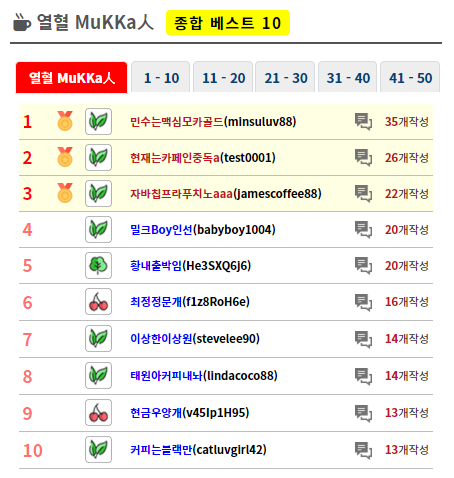 열혈 MuKKa人 종합 베스트 10
열혈 MuKKa人 1 - 10 11 - 20 21 - 30 31 - 40 41 - 50
1 민수는맥심모카골드(minsuluv88) 35개작성
2 현재는카페인중독a(test0001) 26개작성
3 자바칩프라푸치노aaa(jamescoffee88) 22개작성
4 밀크Boy인선(babyboy1004) 20개작성
5 황내출박임(He3SXQ6J6) 20개작성
6 최정정문개(f1z8RoH6e) 16개작성
7 이상한이상원(stevelee90) 14개작성
8 태원아커피내놔(lindacoco88) 14개작성
9 현금우양개(v45Ip1H95) 13개작성
10 커피는블랙만(catluvgirl42) 13개작성